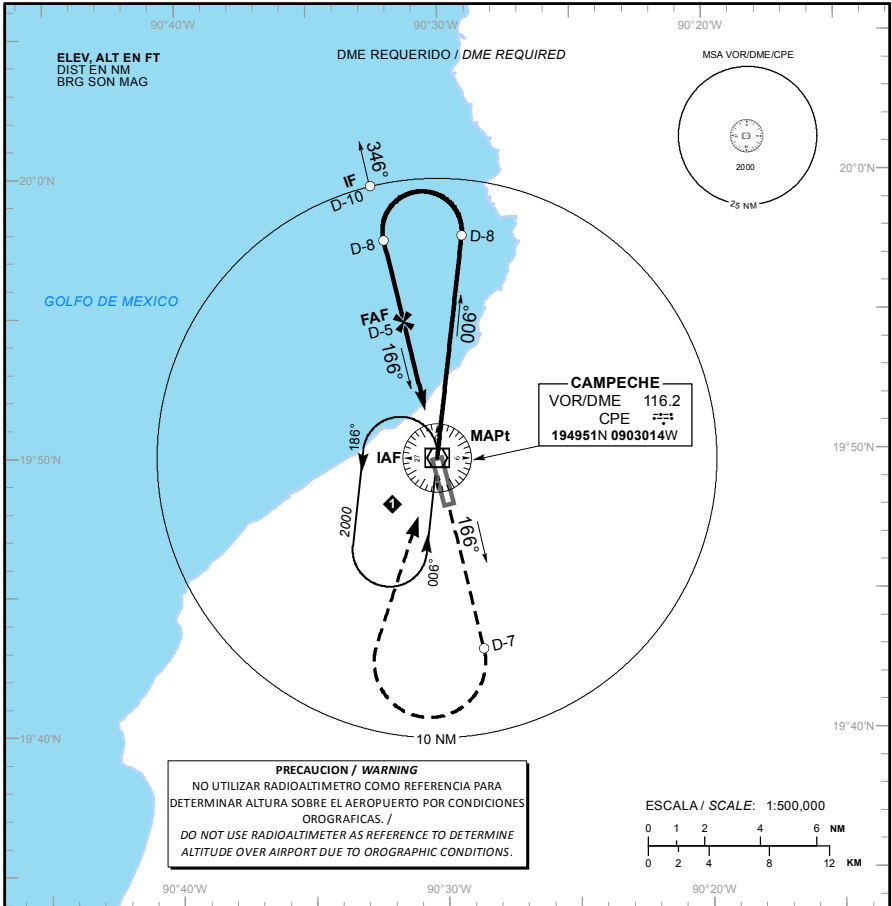 90°40'W
90°30'W
90°20'W
ELEV, ALT EN FT
DIST EN NM
BRG SON MAG
DME REQUERIDO / DME REQUIRED
MSA VOR/DME/CPE
2000
25 NM
20°0'N
20°0'N
346°
IF
D-10
D-8
D-8
GOLFO DE MEXICO
FAF
D-5
166°
006°
CAMPECHE
VOR/DME 116.2
CPE
194951N 0903014W
19°50'N
19°50'N
186°
IAF
MAPt
27
9
1
2000
006°
166°
D-7
19°40'N
19°40'N
10 NM
PRECAUCION / WARNING
NO UTILIZAR RADIOALTIMETRO COMO REFERENCIA PARA
DETERMINAR ALTURA SOBRE EL AEROPUERTO POR CONDICIONES
OROGRAFICAS. /
DO NOT USE RADIOALTIMETER AS REFERENCE TO DETERMINE
ALTITUDE OVER AIRPORT DUE TO OROGRAPHIC CONDITIONS.
ESCALA / SCALE: 1:500,000
0 1 2 4 6 NM
0 2 4 8 12 KM
90°40'W
90°30'W
90°20'W